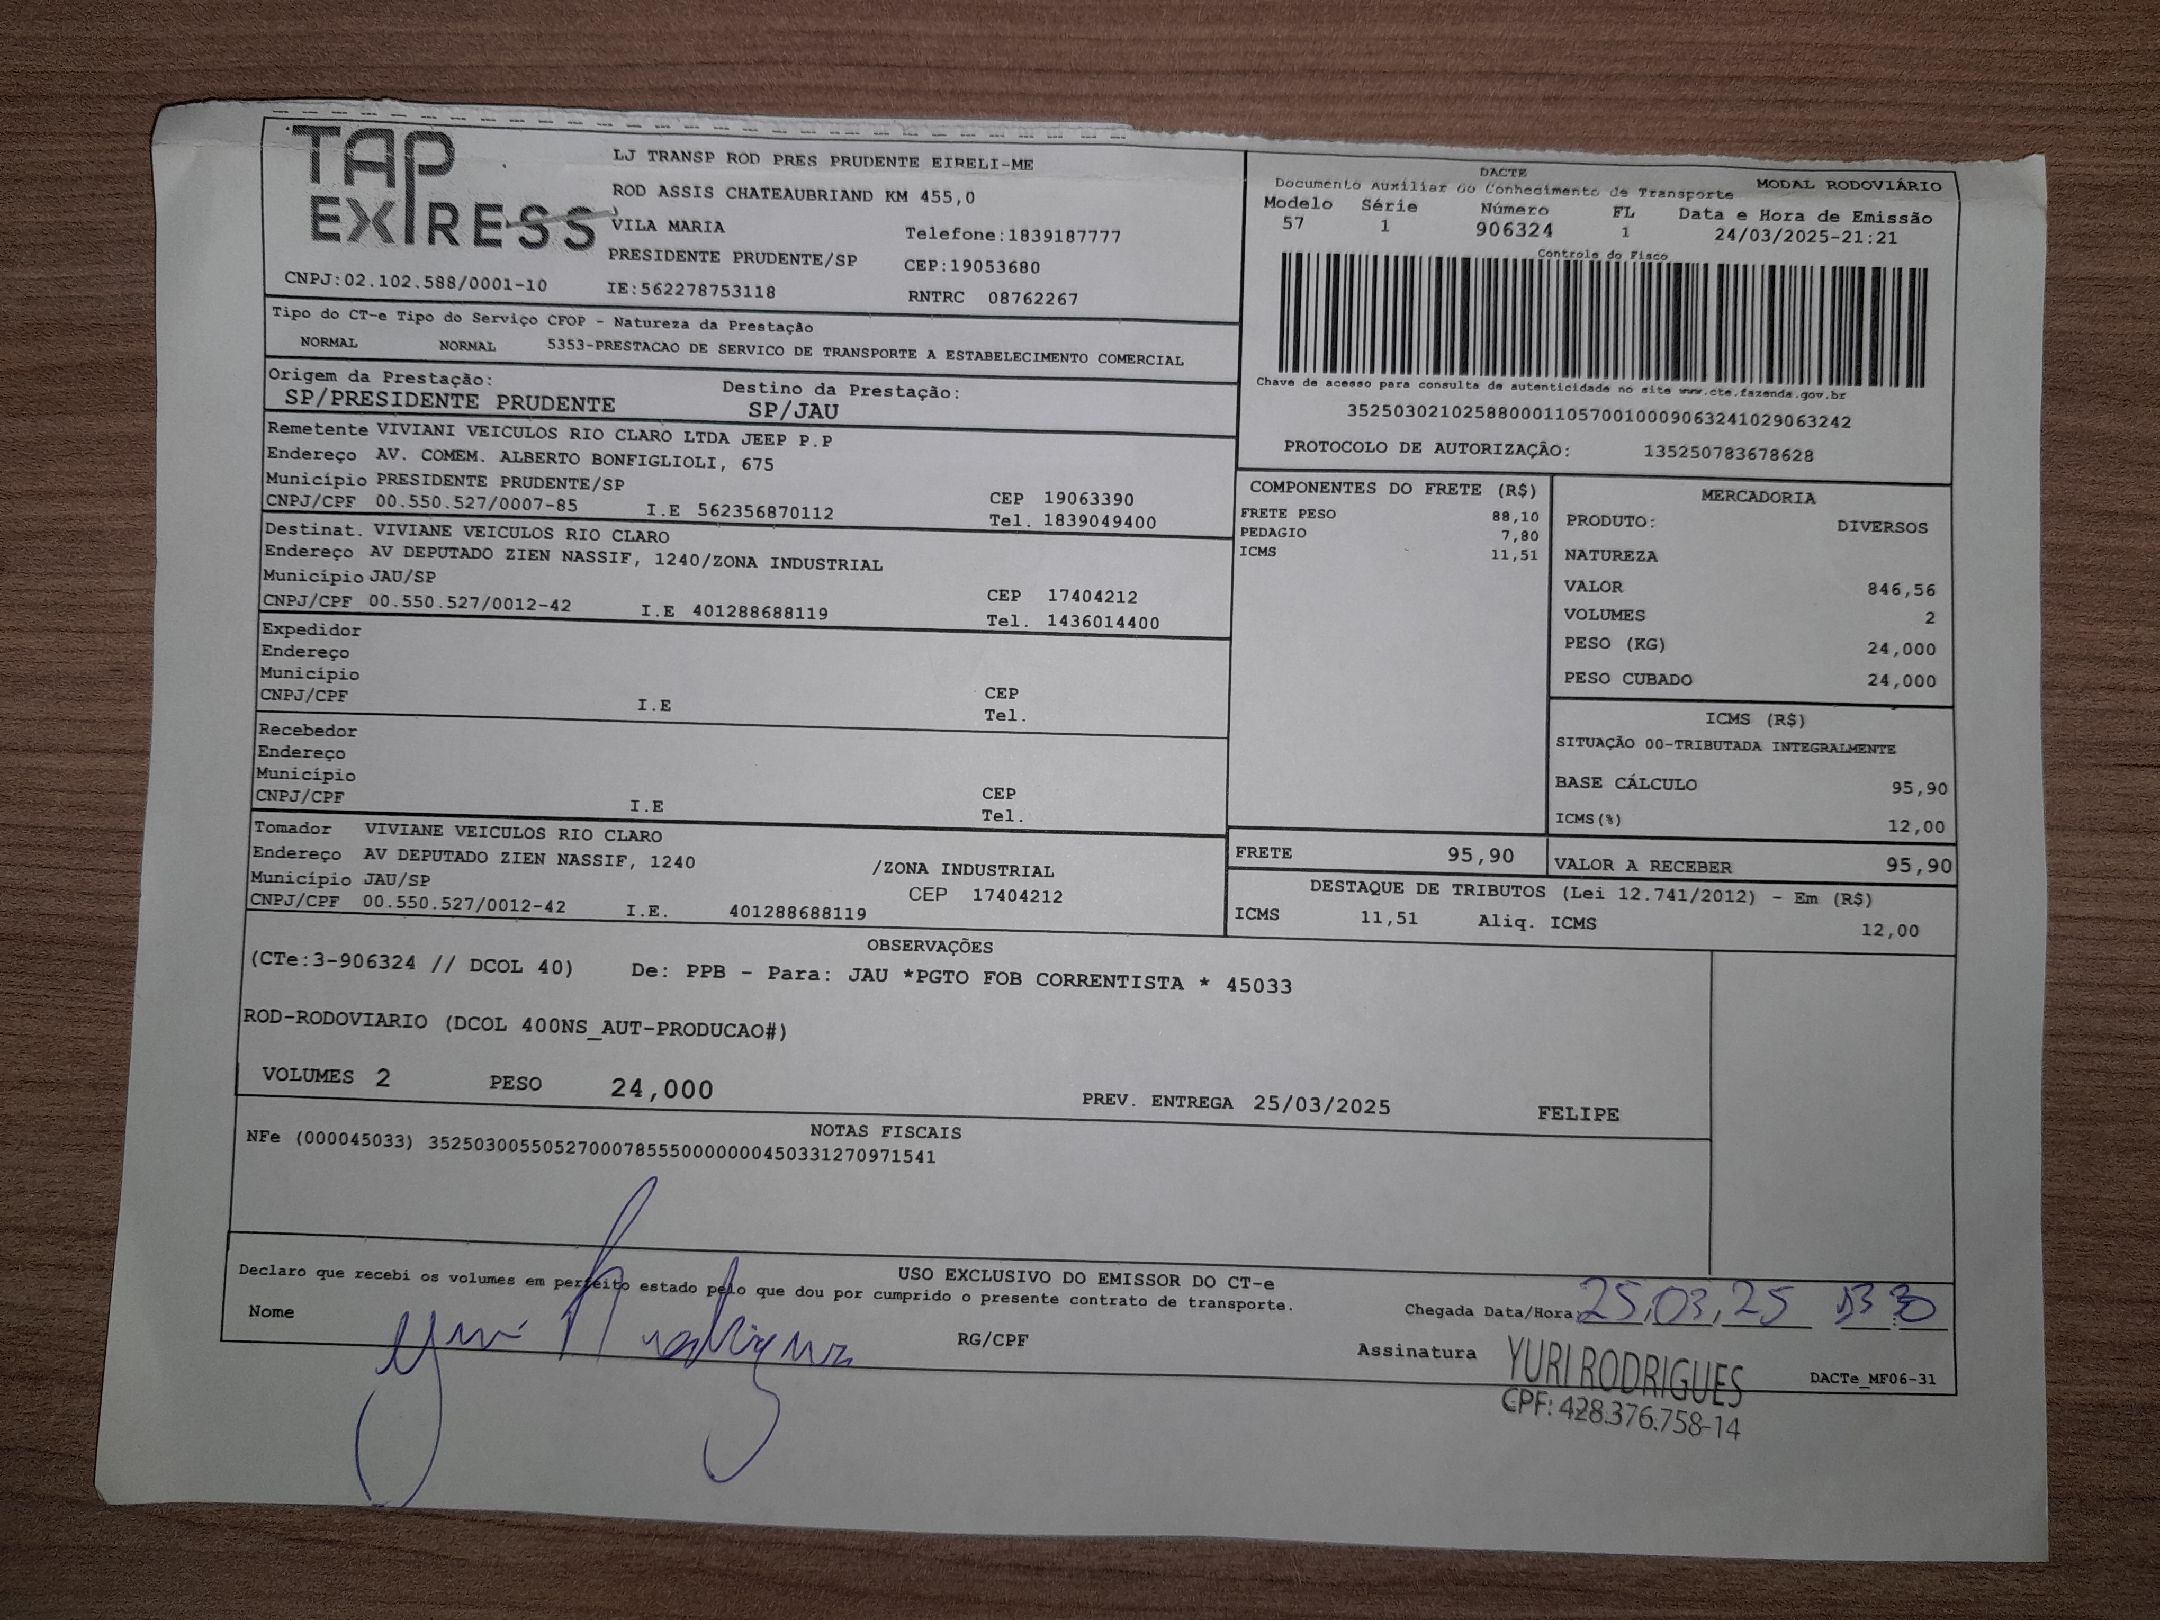 TAP
EXPRESS
CNPJ:02.102.588/0001-10
LJ TRANSP ROD PRES PRUDENTE EIRELI-ME
ROD ASSIS CHATEAUBRIAND KM 455,0
VILA MARIA Telefone:1839187777
PRESIDENTE PRUDENTE/SP CEP:19053680
IE:562278753118 RNTRC 08762267
DACTE
Documento Auxiliar do Conhecimento de Transporte MODAL RODOVIÁRIO
Modelo Série Número FL Data e Hora de Emissão
57 1 906324 1 24/03/2025-21:21
Controle do Fisco
Chave de acesso para consulta de autenticidade no site www.cte.fazenda.gov.br
35250302102588000110570010009063241029063242
PROTOCOLO DE AUTORIZAÇÃO: 135250783678628
Tipo do CT-e Tipo do Serviço CFOP - Natureza da Prestação
NORMAL NORMAL 5353-PRESTACAO DE SERVICO DE TRANSPORTE A ESTABELECIMENTO COMERCIAL
Origem da Prestação: Destino da Prestação:
SP/PRESIDENTE PRUDENTE SP/JAU
Remetente VIVIANI VEICULOS RIO CLARO LTDA JEEP P.P
Endereço AV. COMEM. ALBERTO BONFIGLIOLI, 675
Município PRESIDENTE PRUDENTE/SP CEP 19063390
CNPJ/CPF 00.550.527/0007-85 I.E 562356870112 Tel. 1839049400
Destinat. VIVIANE VEICULOS RIO CLARO
Endereço AV DEPUTADO ZIEN NASSIF, 1240/ZONA INDUSTRIAL
Município JAU/SP CEP 17404212
CNPJ/CPF 00.550.527/0012-42 I.E 401288688119 Tel. 1436014400
Expedidor
Endereço
Município CEP
CNPJ/CPF I.E Tel.
Recebedor
Endereço
Município CEP
CNPJ/CPF I.E Tel.
Tomador VIVIANE VEICULOS RIO CLARO
Endereço AV DEPUTADO ZIEN NASSIF, 1240 /ZONA INDUSTRIAL
Município JAU/SP CEP 17404212
CNPJ/CPF 00.550.527/0012-42 I.E. 401288688119
COMPONENTES DO FRETE (R$)
FRETE PESO 88,10
PEDAGIO 7,80
ICMS 11,51
MERCADORIA
PRODUTO: DIVERSOS
NATUREZA
VALOR 846,56
VOLUMES 2
PESO (KG) 24,000
PESO CUBADO 24,000
ICMS (R$)
SITUAÇÃO 00-TRIBUTADA INTEGRALMENTE
BASE CÁLCULO 95,90
ICMS(%) 12,00
FRETE 95,90 VALOR A RECEBER 95,90
DESTAQUE DE TRIBUTOS (Lei 12.741/2012) - Em (R$)
ICMS 11,51 Aliq. ICMS 12,00
OBSERVAÇÕES
(CTe:3-906324 // DCOL 40) De: PPB - Para: JAU *PGTO FOB CORRENTISTA * 45033
ROD-RODOVIARIO (DCOL 400NS_AUT-PRODUCAO#)
VOLUMES 2 PESO 24,000 PREV. ENTREGA 25/03/2025 FELIPE
NOTAS FISCAIS
NFe (000045033) 35250300550527000785550000000450331270971541
USO EXCLUSIVO DO EMISSOR DO CT-e
Declaro que recebi os volumes em perfeito estado pelo que dou por cumprido o presente contrato de transporte.
Nome Yuri Rodrigues RG/CPF
Chegada Data/Hora 25,03,25
Assinatura YURI RODRIGUES
CPF: 428.376.758-14
DACTe_MF06-31